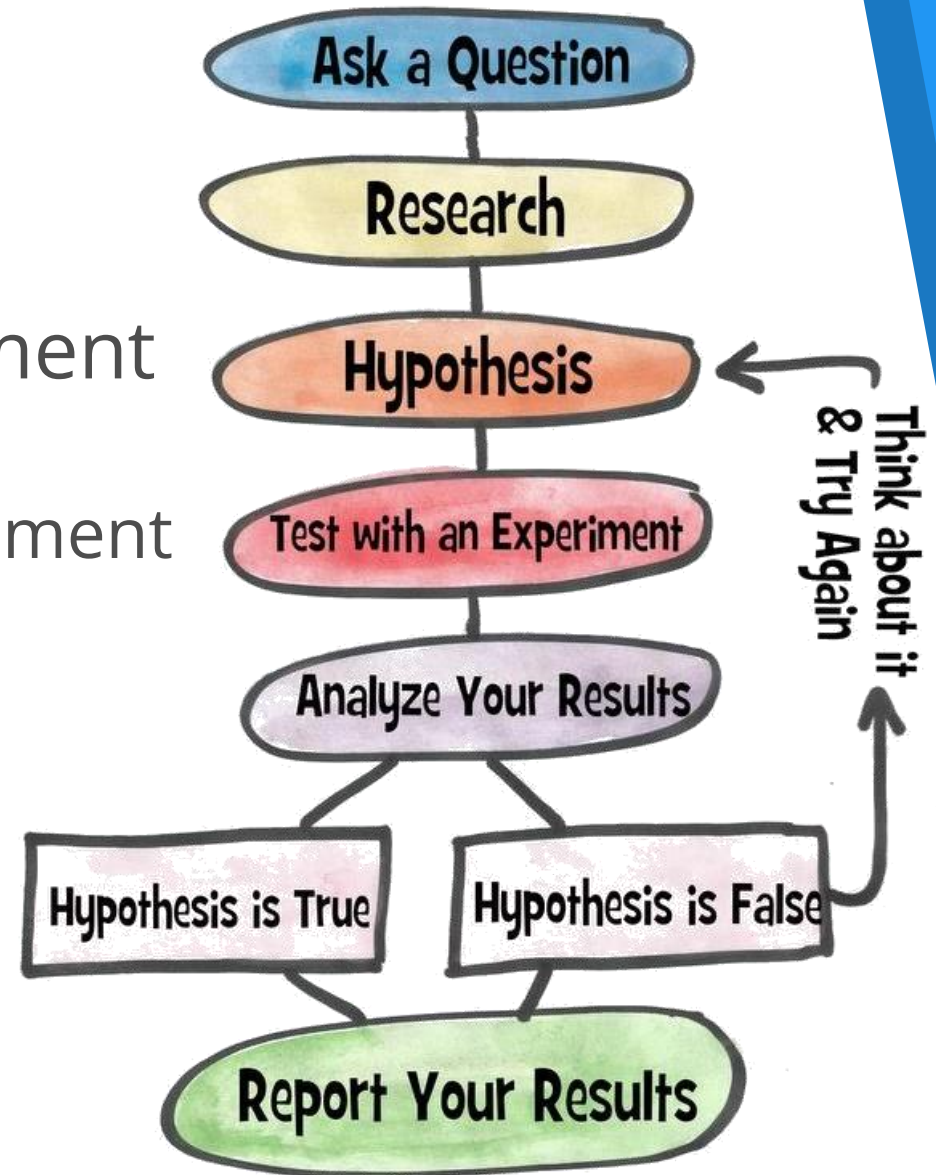 Ask a Question
Research
Hypothesis
Think about it
& Try Again
ment
Test with an Experiment
Analyze Your Results
Hypothesis is True
Hypothesis is False
Report Your Results